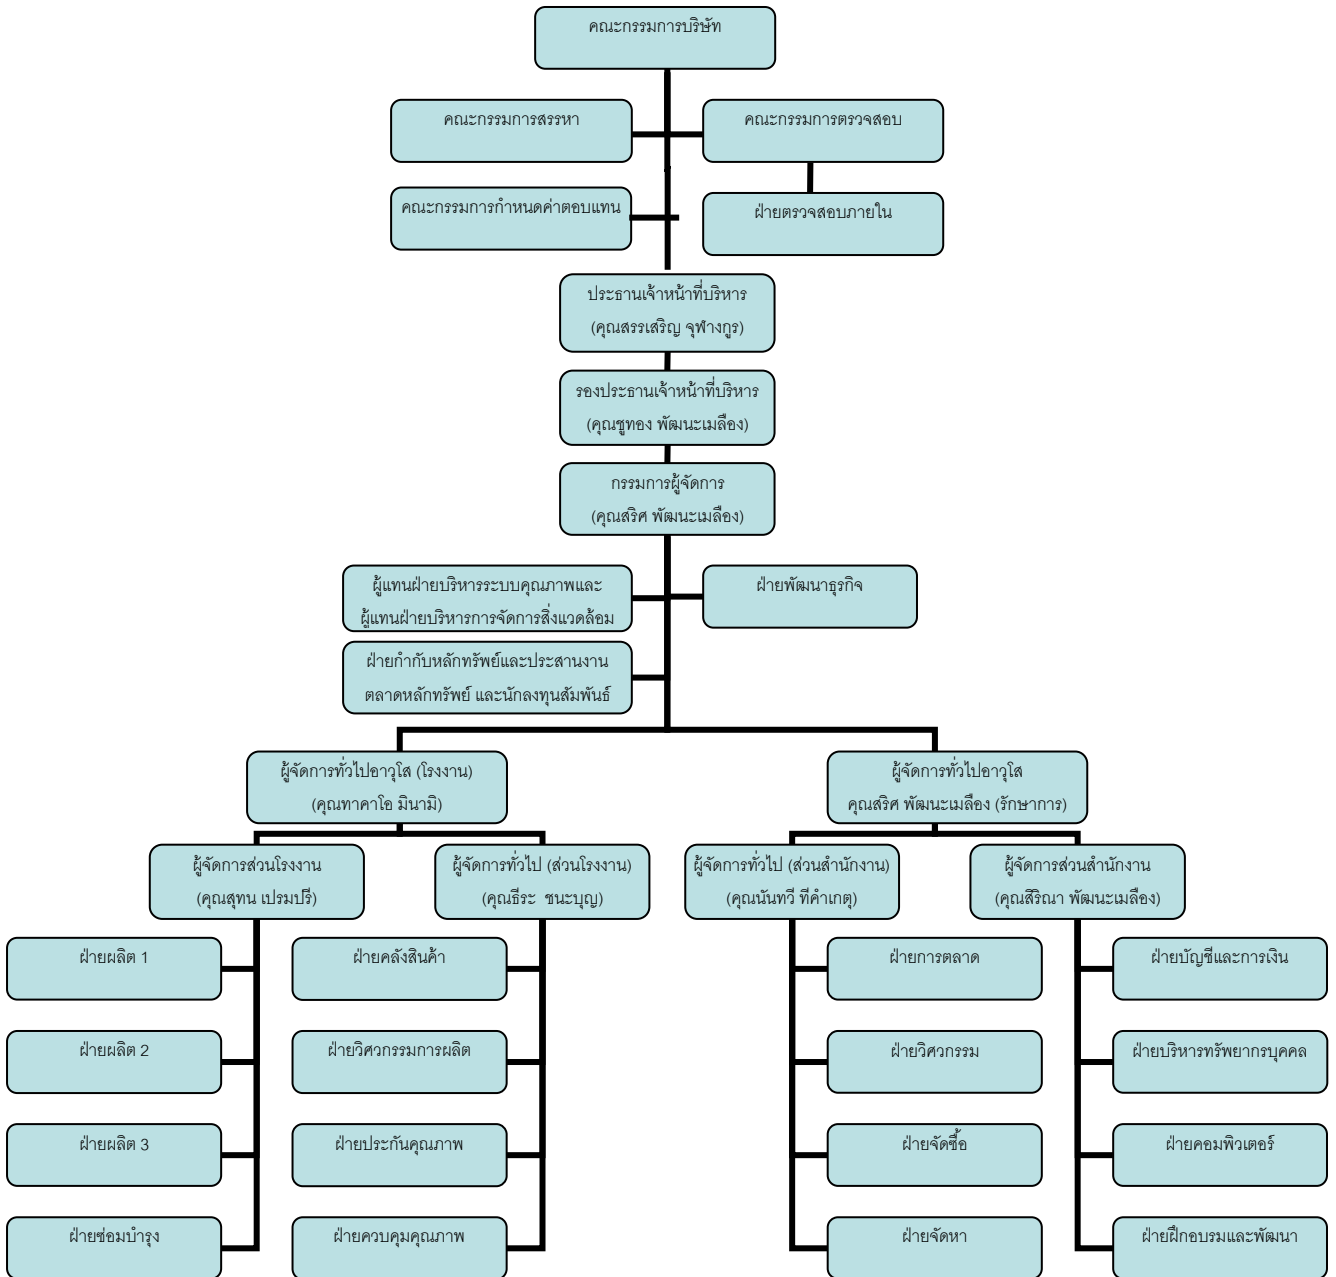 คณะกรรมการบริษัท
คณะกรรมการสรรหา
คณะกรรมการตรวจสอบ
คณะกรรมการกำหนดค่าตอบแทน
ฝ่ายตรวจสอบภายใน
ประธานเจ้าหน้าที่บริหาร
(คุณสรรเสริญ จุฬางกูร)
รองประธานเจ้าหน้าที่บริหาร
(คุณชูทอง พัฒนะเมลือง)
กรรมการผู้จัดการ
(คุณสริศ พัฒนะเมลือง)
ผู้แทนฝ่ายบริหารระบบคุณภาพและ
ผู้แทนฝ่ายบริหารการจัดการสิ่งแวดล้อม
ฝ่ายพัฒนาธุรกิจ
ฝ่ายกำกับหลักทรัพย์และประสานงาน
ตลาดหลักทรัพย์ และนักลงทุนสัมพันธ์
ผู้จัดการทั่วไปอาวุโส (โรงงาน)
(คุณทาคาโอ มินามิ)
ผู้จัดการทั่วไปอาวุโส
คุณสริศ พัฒนะเมลือง (รักษาการ)
ผู้จัดการส่วนโรงงาน
(คุณสุทน เปรมปรี)
ผู้จัดการทั่วไป (ส่วนโรงงาน)
(คุณธีระ ชนะบุญ)
ผู้จัดการทั่วไป (ส่วนสำนักงาน)
(คุณนันทวี ทีคำเกตุ)
ผู้จัดการส่วนสำนักงาน
(คุณสิริณา พัฒนะเมลือง)
ฝ่ายผลิต 1
ฝ่ายคลังสินค้า
ฝ่ายการตลาด
ฝ่ายบัญชีและการเงิน
ฝ่ายผลิต 2
ฝ่ายวิศวกรรมการผลิต
ฝ่ายวิศวกรรม
ฝ่ายบริหารทรัพยากรบุคคล
ฝ่ายผลิต 3
ฝ่ายประกันคุณภาพ
ฝ่ายจัดซื้อ
ฝ่ายคอมพิวเตอร์
ฝ่ายซ่อมบำรุง
ฝ่ายควบคุมคุณภาพ
ฝ่ายจัดหา
ฝ่ายฝึกอบรมและพัฒนา